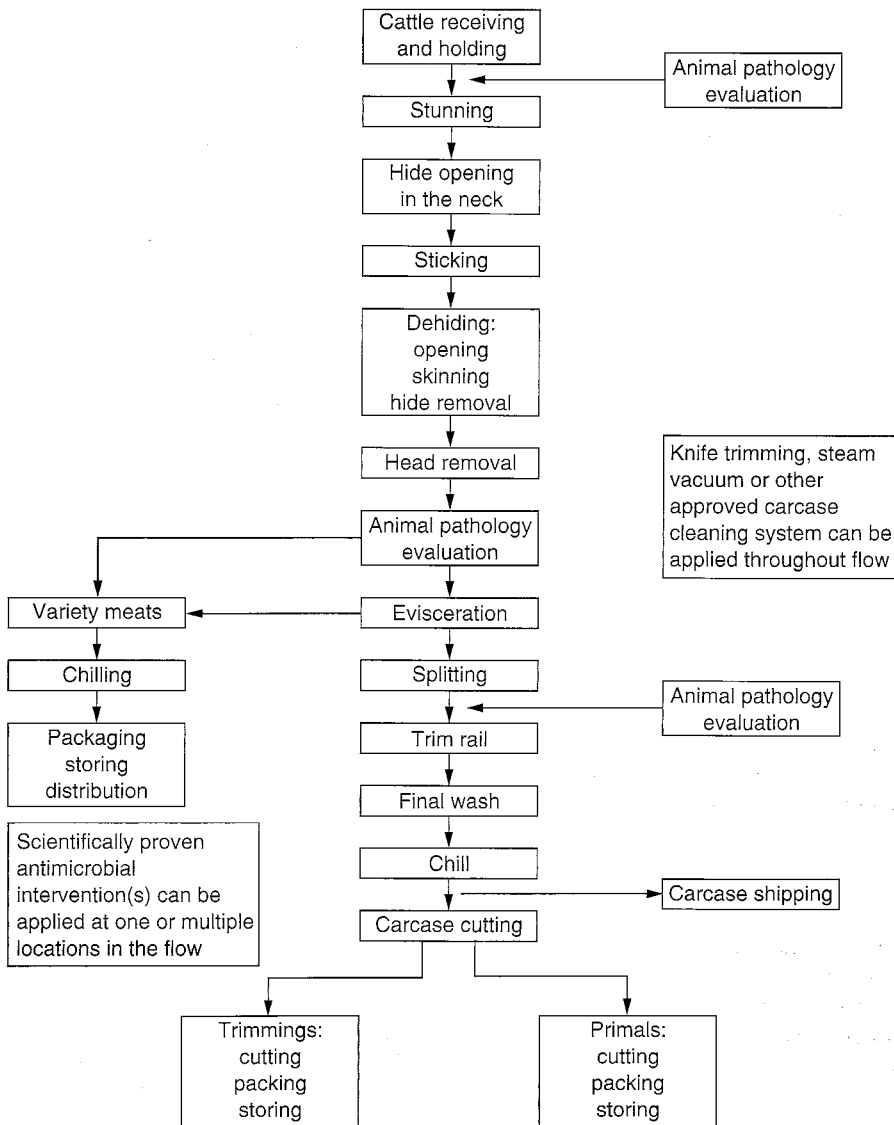 Cattle receiving
and holding
Animal pathology
evaluation
Stunning
Hide opening
in the neck
Sticking
Dehiding:
opening
skinning
hide removal
Head removal
Knife trimming, steam
vacuum or other
approved carcase
cleaning system can be
applied throughout flow
Animal pathology
evaluation
Variety meats
Evisceration
Chilling
Splitting
Animal pathology
evaluation
Packaging
storing
distribution
Trim rail
Final wash
Scientifically proven
antimicrobial
intervention(s) can be
applied at one or multiple
locations in the flow
Chill
Carcase shipping
Carcase cutting
Trimmings:
cutting
packing
storing
Primals:
cutting
packing
storing